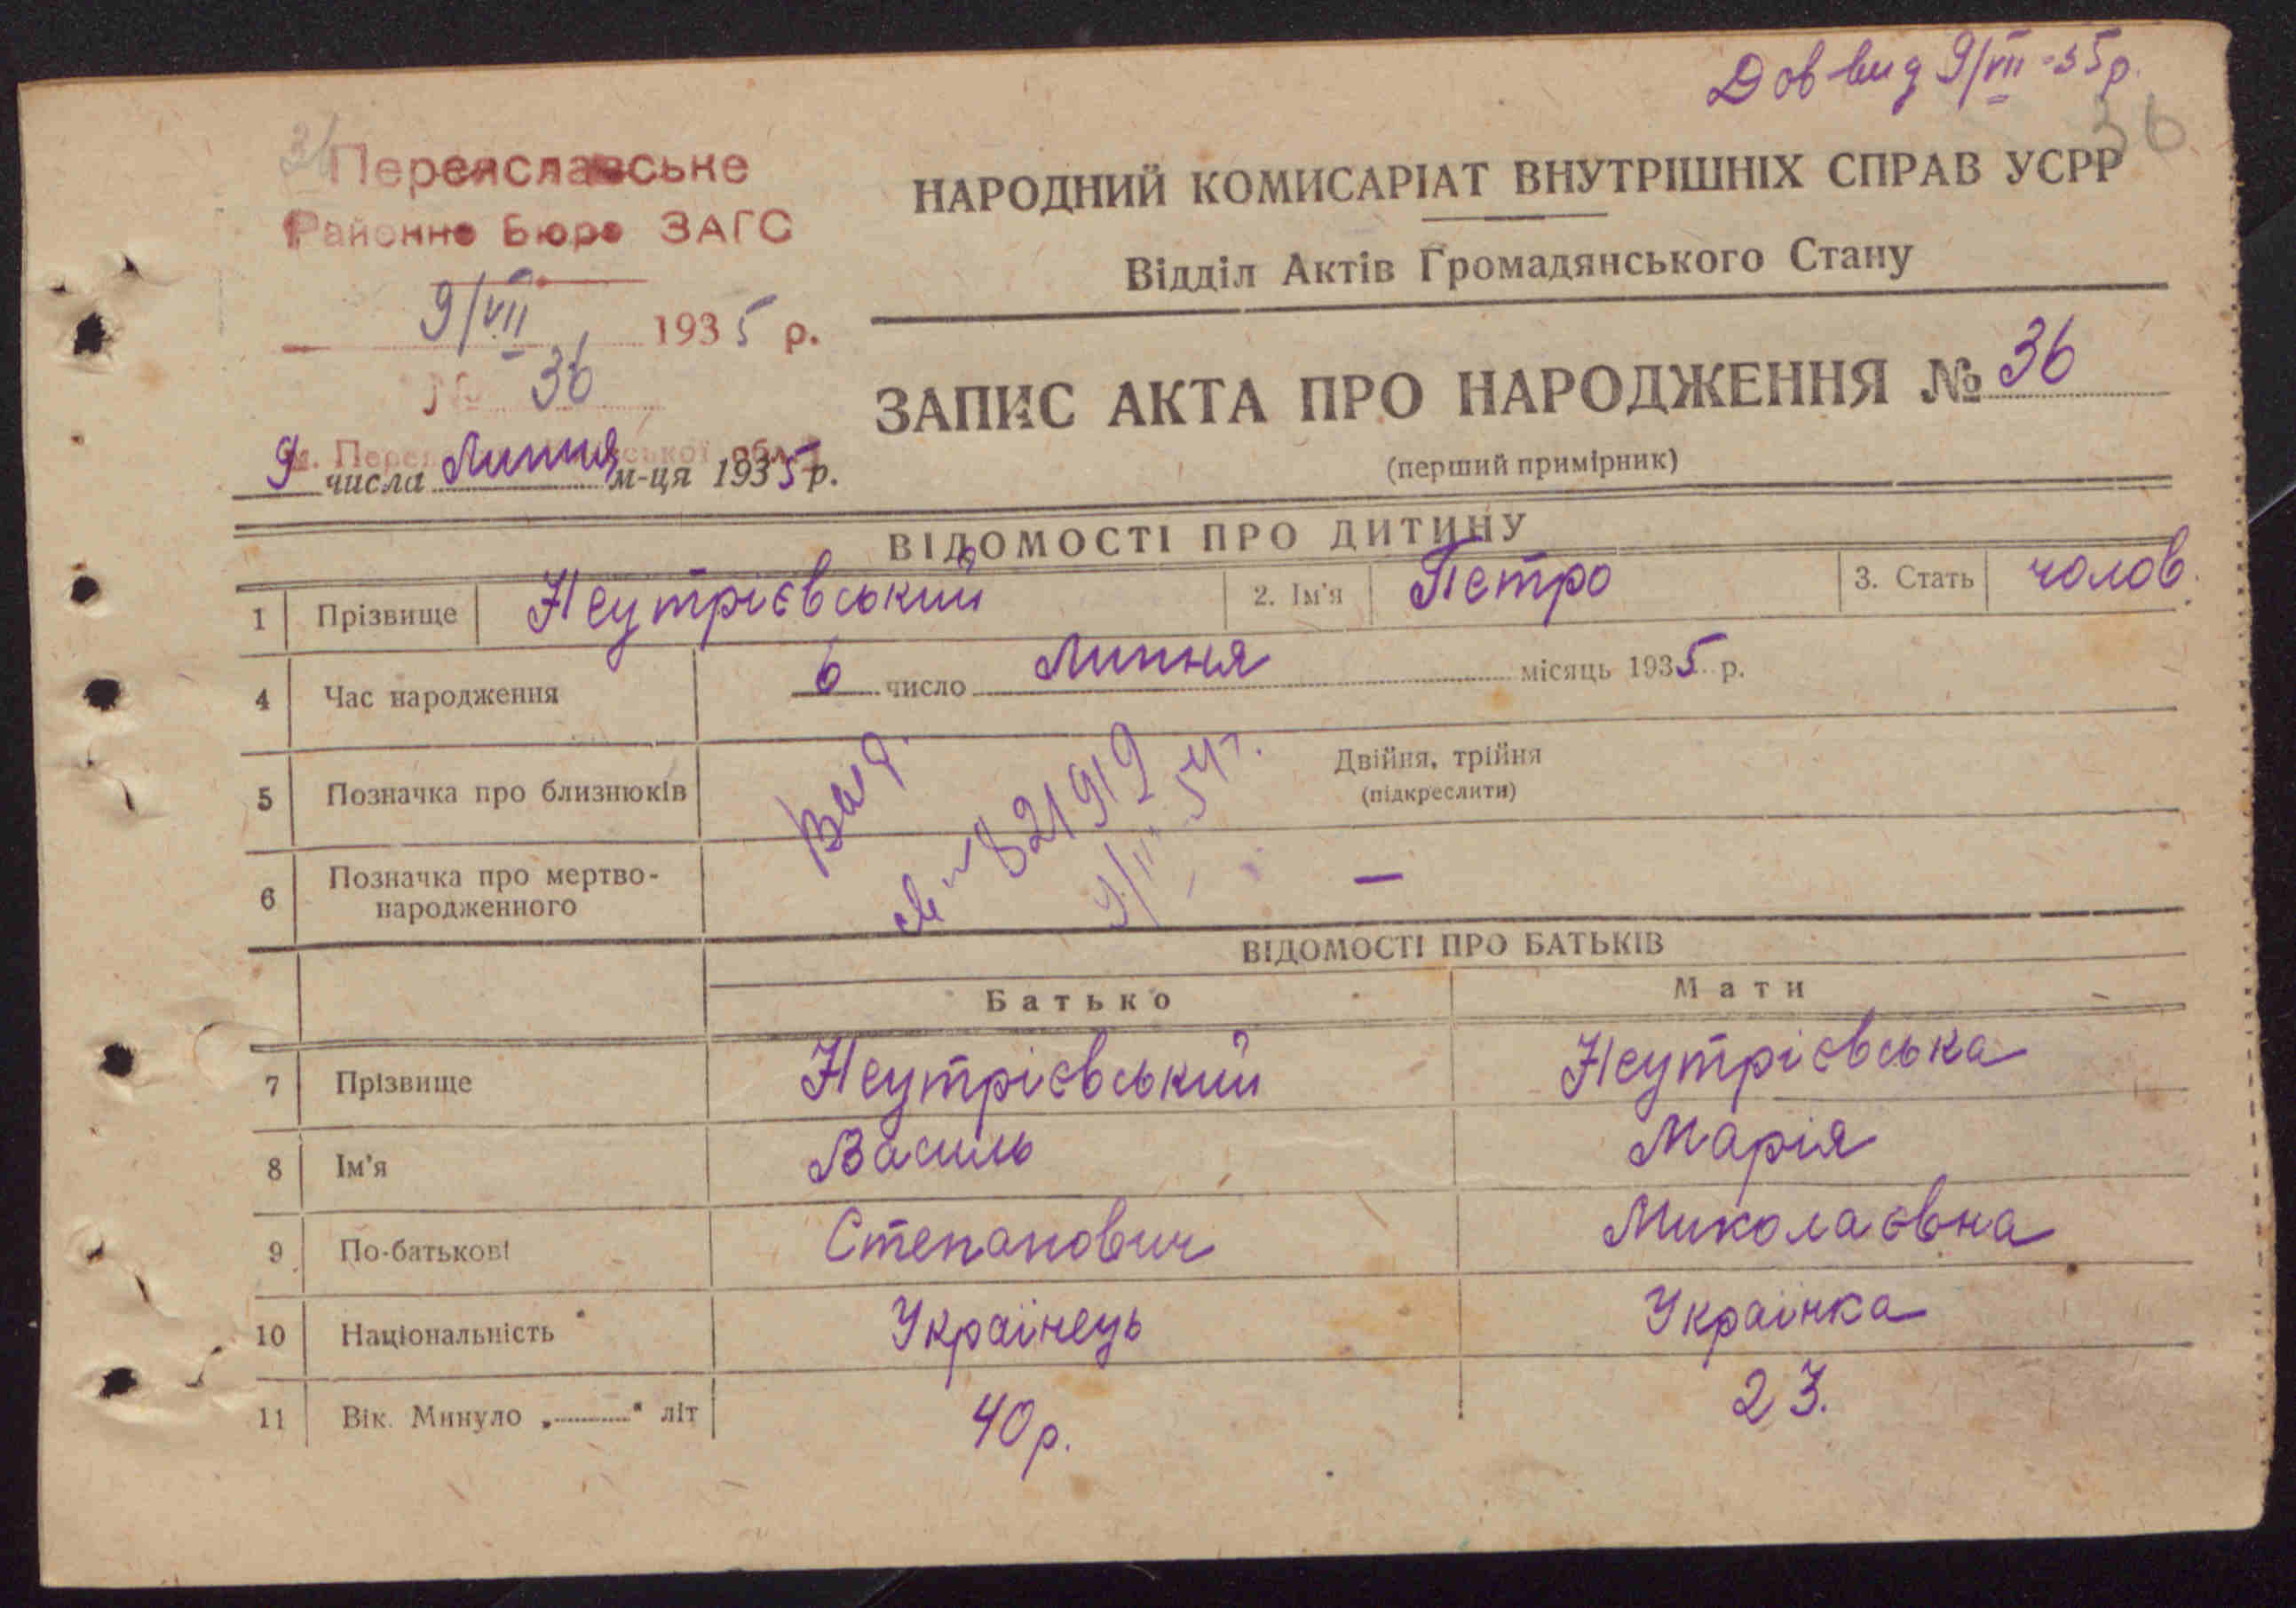 Дов вид 9/VII-35 р.
36
Переяславське
Районне Бюро ЗАГС
9/VII 1935 р.
№ 36
НАРОДНИЙ КОМИСАРІАТ ВНУТРІШНІХ СПРАВ УСРР
Відділ Актів Громадянського Стану
ЗАПИС АКТА ПРО НАРОДЖЕННЯ № 36
(перший примірник)
9 числа Липня м-ця 1935 р.
ВІДОМОСТІ ПРО ДИТИНУ
1 Прізвище Неутрієвський 2. Ім'я Петро 3. Стать чолов.
4 Час народження 6 число Липня місяць 1935 р.
5 Позначка про близнюків Двійня, трійня
(підкреслити)
6 Позначка про мертво-
народженного —
821919
ВІДОМОСТІ ПРО БАТЬКІВ
Батько Мати
7 Прізвище Неутрієвський Неутрієвська
8 Ім'я Василь Марія
9 По-батькові Степанович Миколаєвна
10 Національність Українець Українка
11 Вік. Минуло „..........“ літ 40 р. 23.